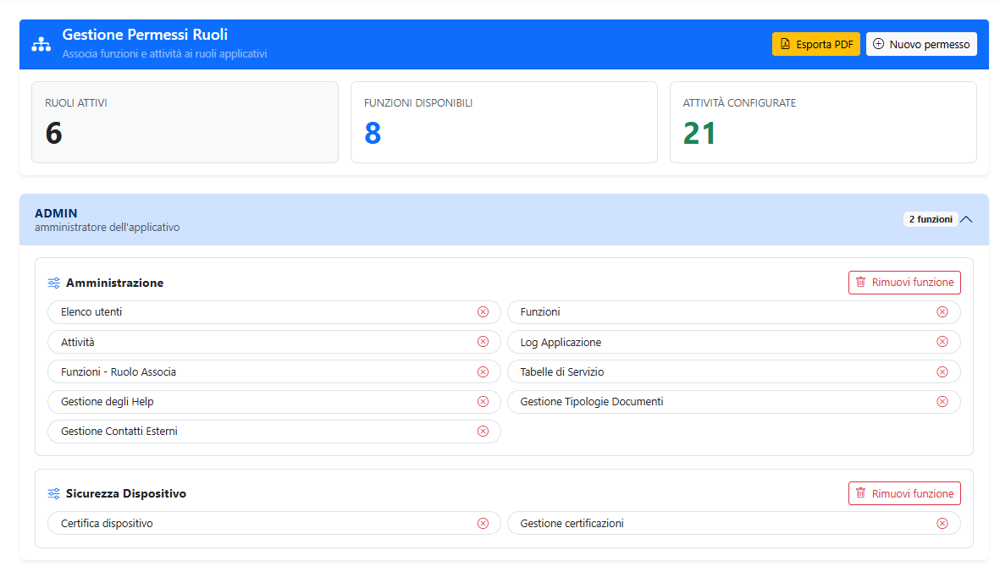 Gestione Permessi Ruoli
Associa funzioni e attività ai ruoli applicativi
Esporta PDF
Nuovo permesso
RUOLI ATTIVI
6
FUNZIONI DISPONIBILI
8
ATTIVITÀ CONFIGURATE
21
ADMIN
amministratore dell'applicativo
2 funzioni
Amministrazione
Rimuovi funzione
Elenco utenti
Funzioni
Attività
Log Applicazione
Funzioni - Ruolo Associa
Tabelle di Servizio
Gestione degli Help
Gestione Tipologie Documenti
Gestione Contatti Esterni
Sicurezza Dispositivo
Rimuovi funzione
Certifica dispositivo
Gestione certificazioni